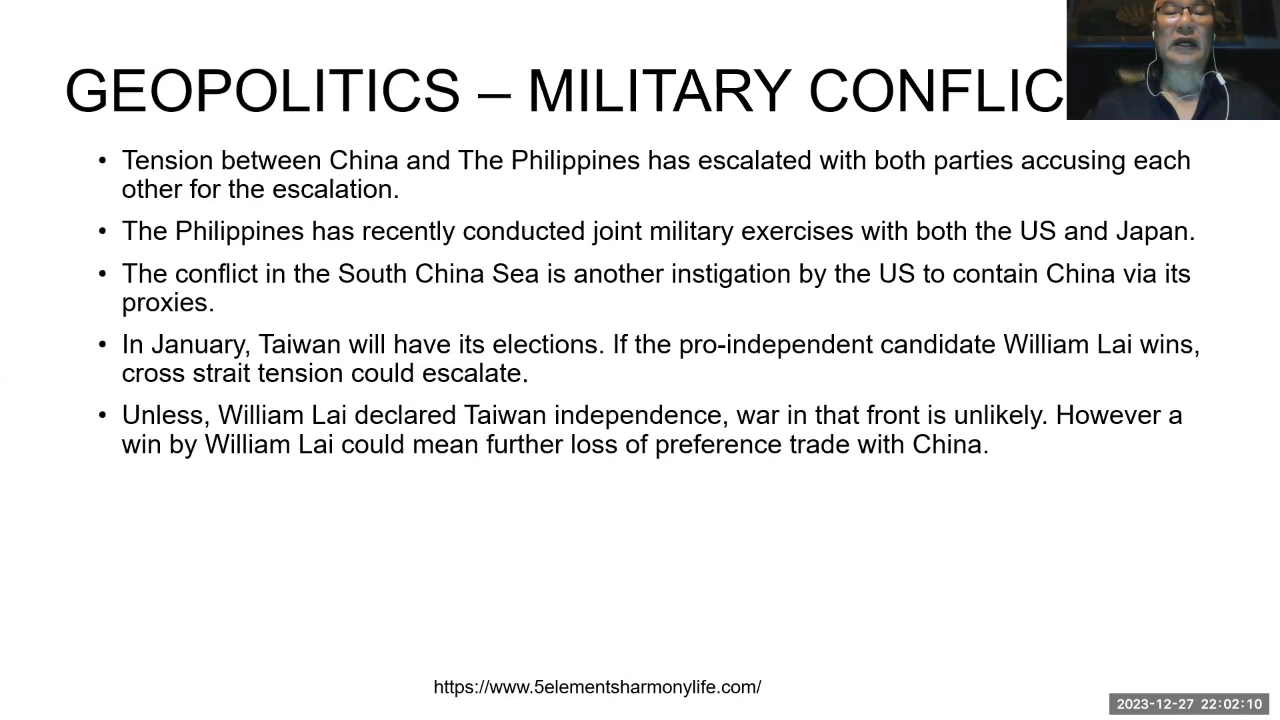 GEOPOLITICS – MILITARY CONFLIC
• Tension between China and The Philippines has escalated with both parties accusing each
other for the escalation.
• The Philippines has recently conducted joint military exercises with both the US and Japan.
• The conflict in the South China Sea is another instigation by the US to contain China via its
proxies.
• In January, Taiwan will have its elections. If the pro-independent candidate William Lai wins,
cross strait tension could escalate.
• Unless, William Lai declared Taiwan independence, war in that front is unlikely. However a
win by William Lai could mean further loss of preference trade with China.
https://www.5elementsharmonylife.com/
2023-12-27 22:02:10